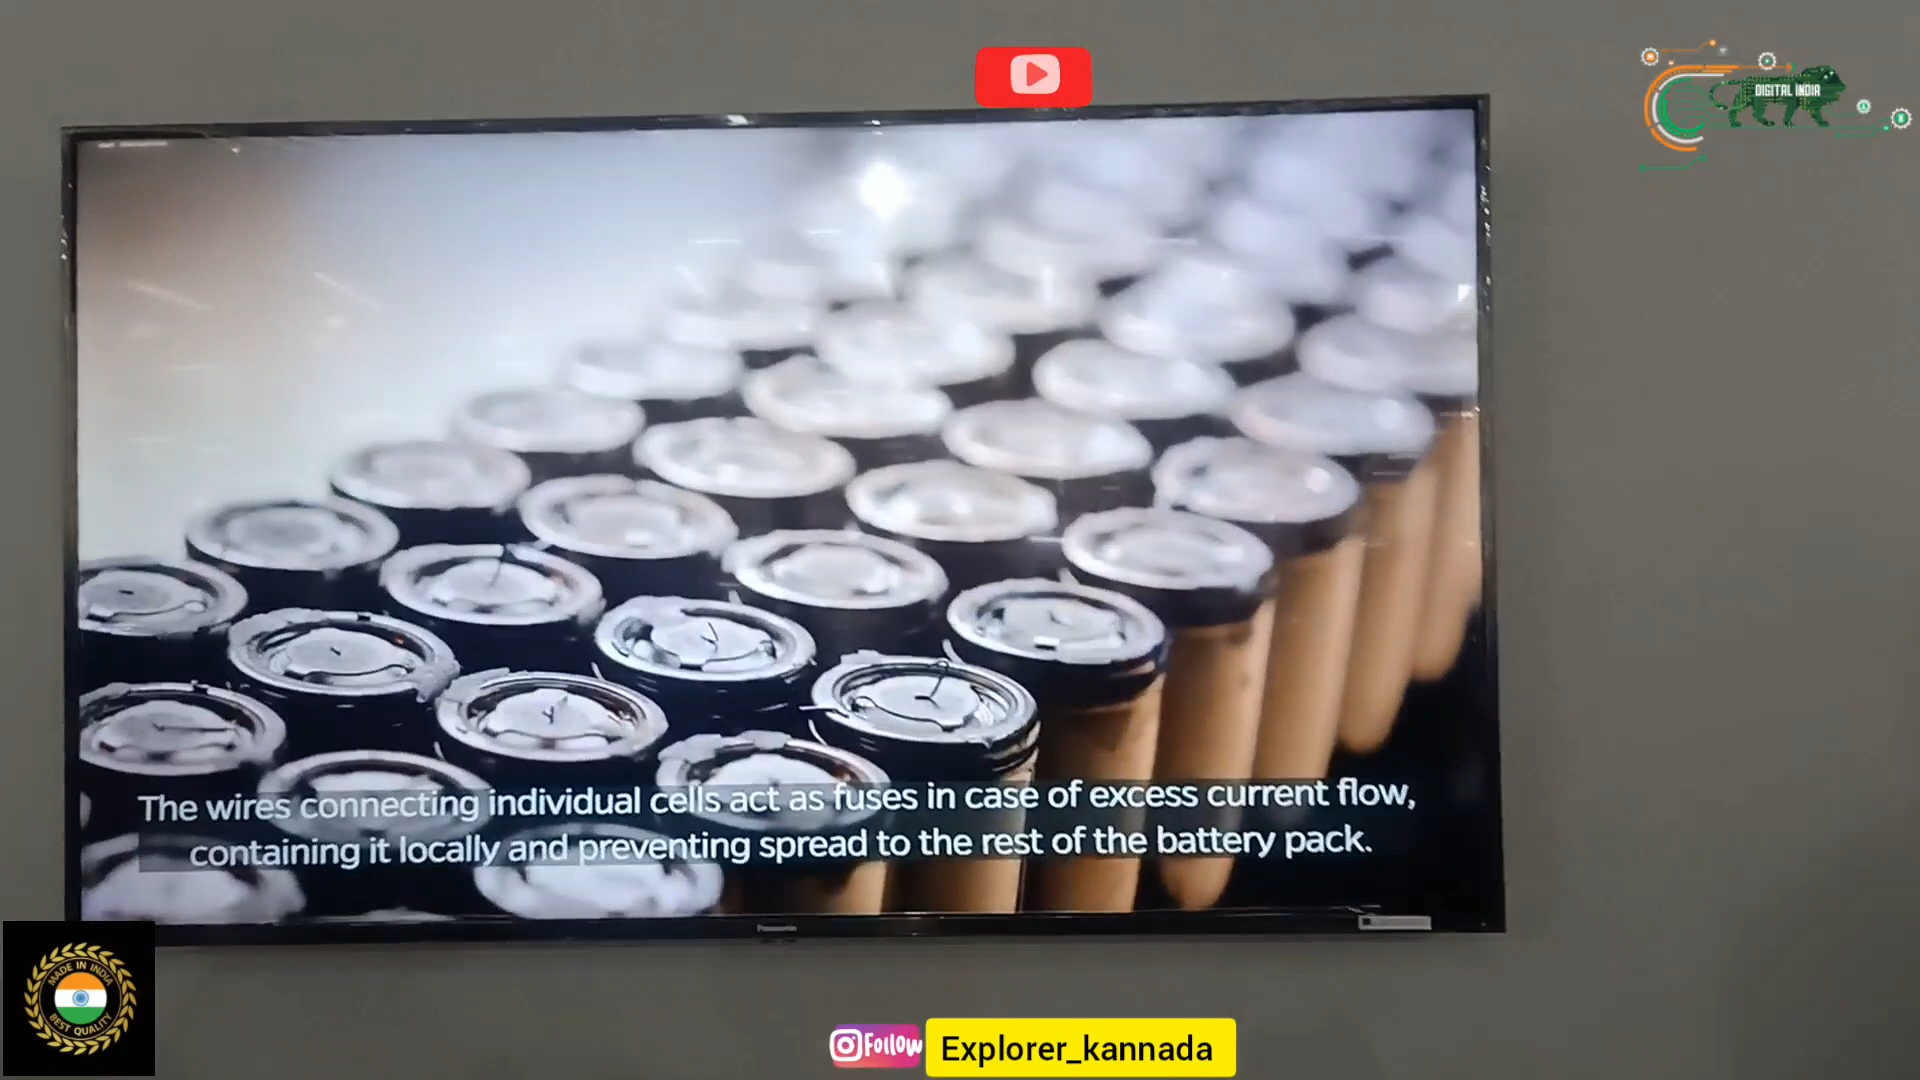 DIGITAL INDIA
The wires connecting individual cells act as fuses in case of excess current flow,
containing it locally and preventing spread to the rest of the battery pack.
Panasonic
MADE IN INDIA
BEST QUALITY
Follow
Explorer_kannada